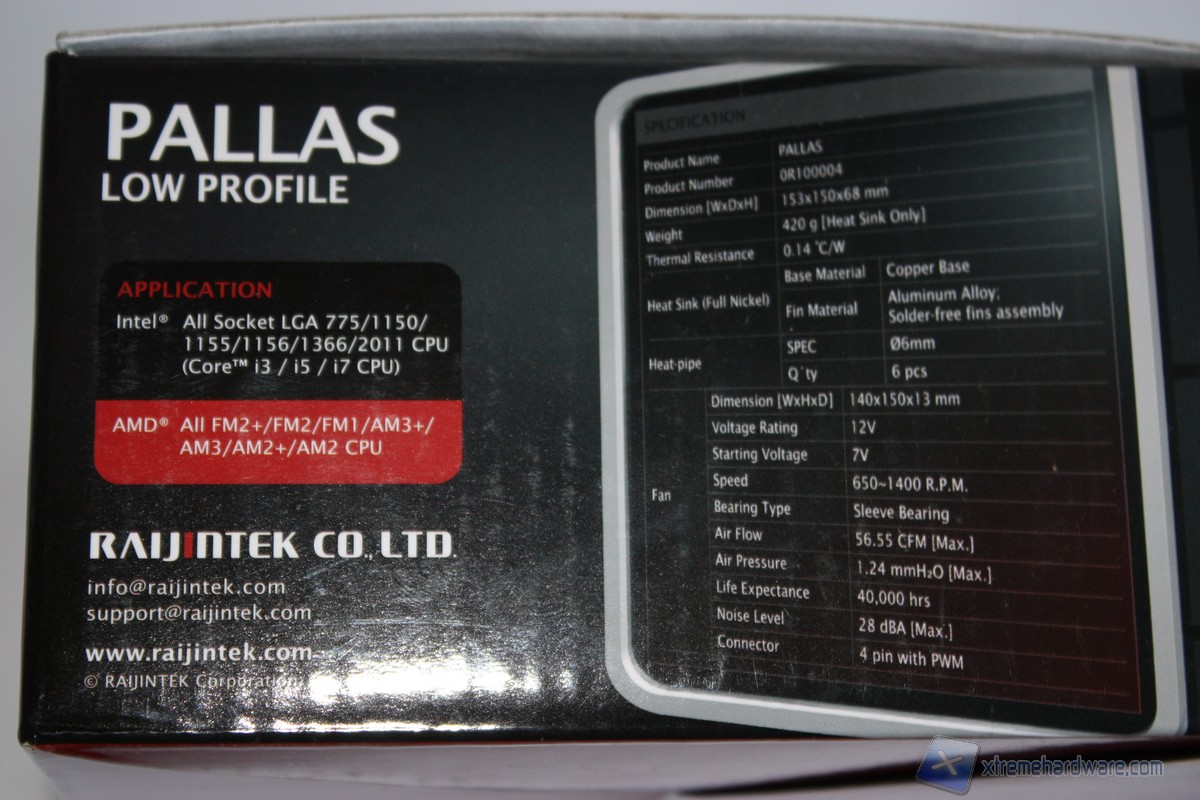 PALLAS
LOW PROFILE
APPLICATION
Intel® All Socket LGA 775/1150/
1155/1156/1366/2011 CPU
(Core™ i3 / i5 / i7 CPU)
AMD® All FM2+/FM2/FM1/AM3+/
AM3/AM2+/AM2 CPU
RAIJINTEK CO., LTD.
info@raijintek.com
support@raijintek.com
www.raijintek.com
© RAIJINTEK Corporation.
SPECIFICATION
Product Name PALLAS
Product Number 0R100004
Dimension [WxDxH] 153x150x68 mm
Weight 420 g [Heat Sink Only]
Thermal Resistance 0.14 °C/W
Heat Sink (Full Nickel) Base Material Copper Base
Fin Material Aluminum Alloy;
Solder-free fins assembly
Heat-pipe SPEC Ø6mm
Q'ty 6 pcs
Fan Dimension [WxHxD] 140x150x13 mm
Voltage Rating 12V
Starting Voltage 7V
Speed 650~1400 R.P.M.
Bearing Type Sleeve Bearing
Air Flow 56.55 CFM [Max.]
Air Pressure 1.24 mmH₂O [Max.]
Life Expectance 40,000 hrs
Noise Level 28 dBA [Max.]
Connector 4 pin with PWM
xtremehardware.com